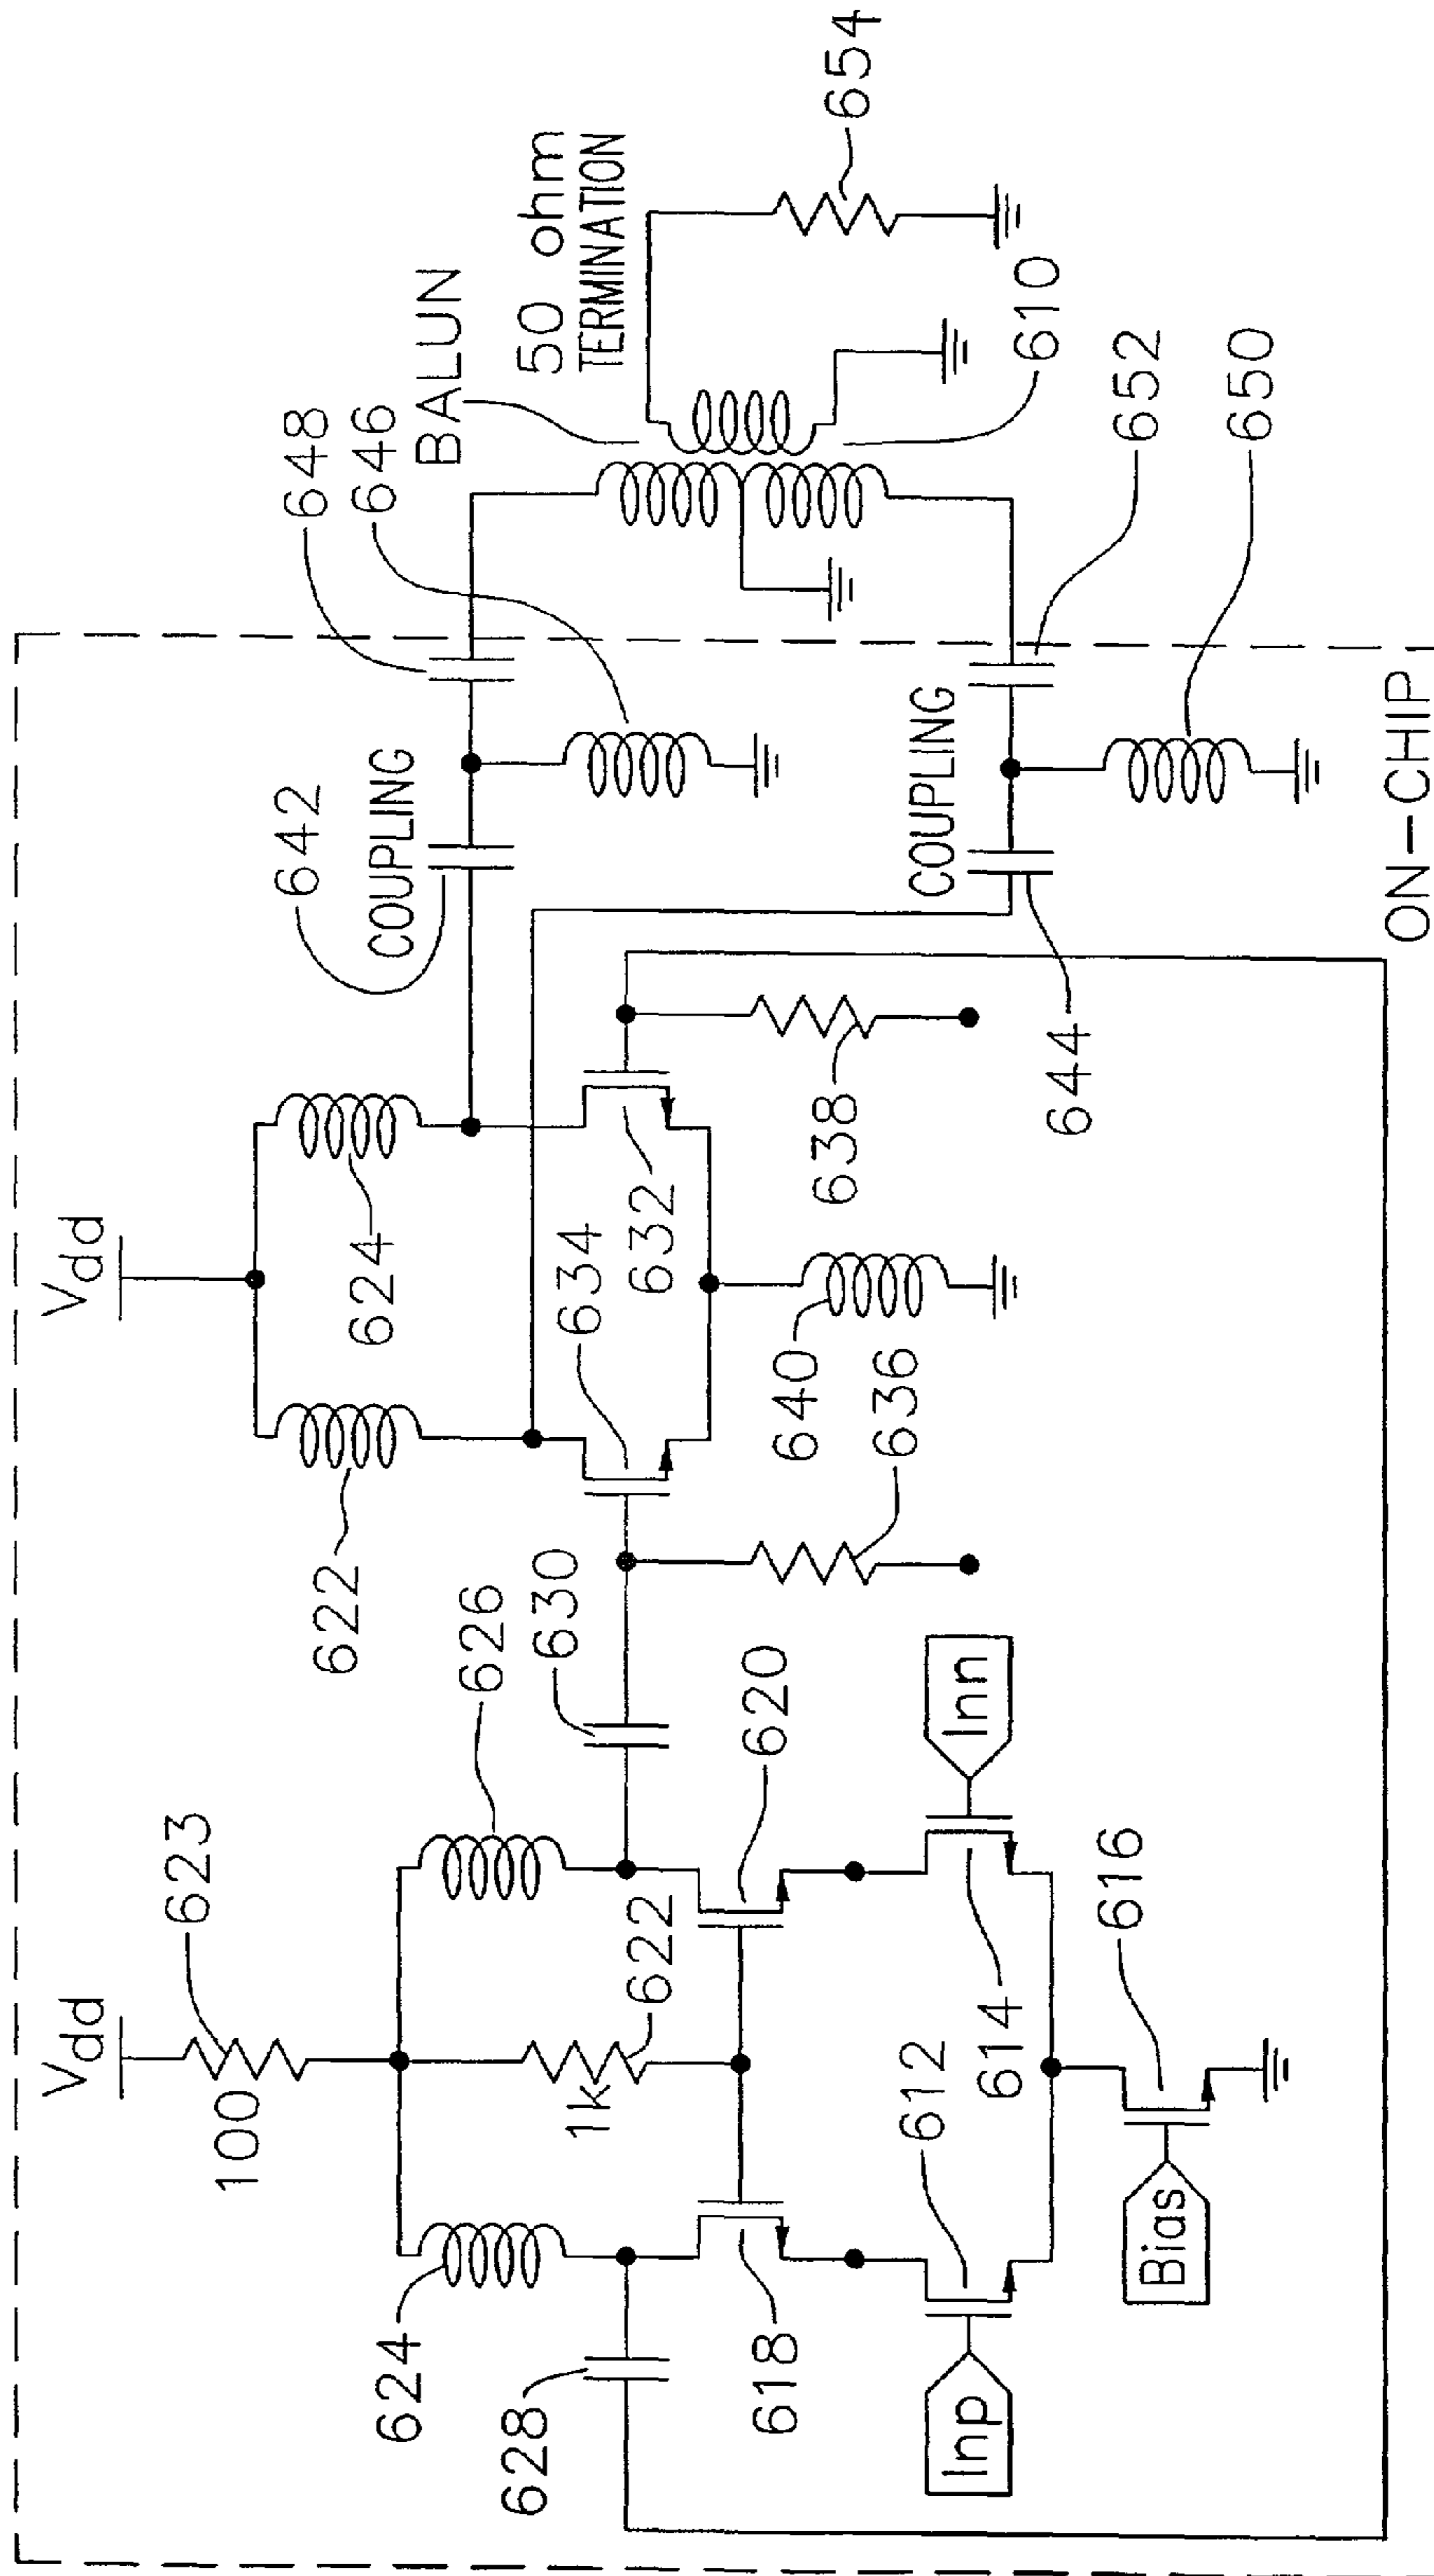 Vdd
100
623
624
1k
622
626
628
618
620
630
Inp
612
614
Inn
Bias
616
Vdd
622
624
634
632
636
640
638
642
COUPLING
644
COUPLING
648
646
BALUN
50 ohm
TERMINATION
654
610
652
650
ON-CHIP